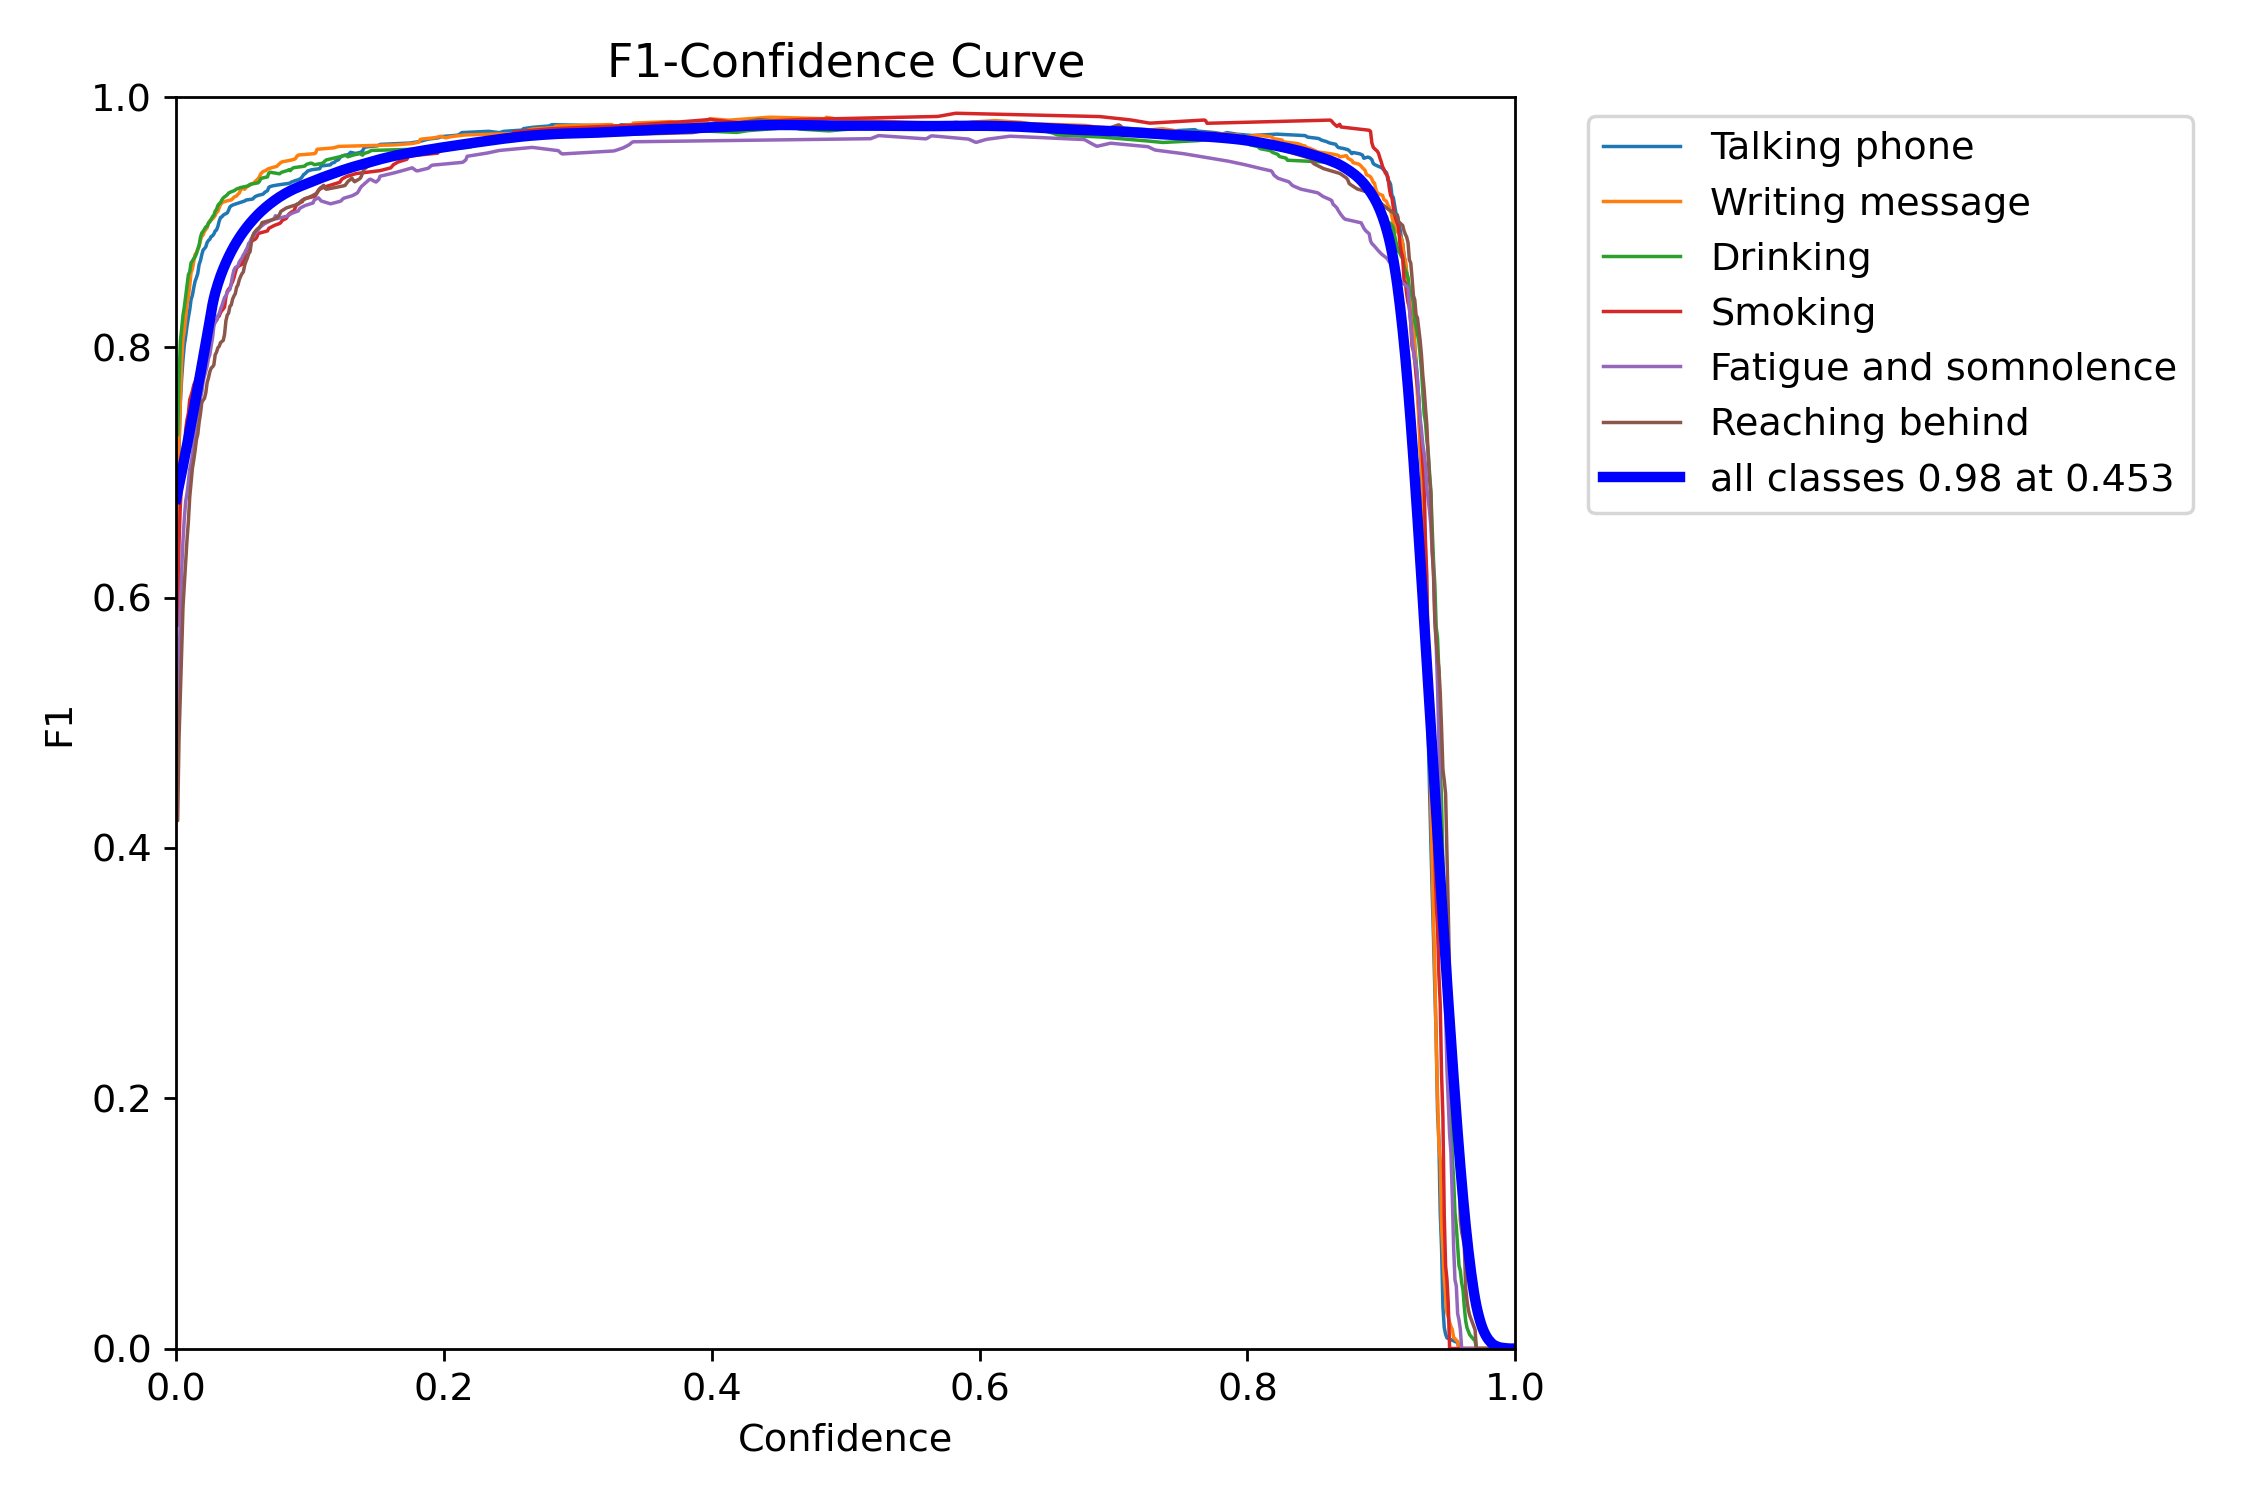 F1-Confidence Curve
1.0
0.8
0.6
0.4
0.2
0.0
F1
0.0 0.2 0.4 0.6 0.8 1.0
Confidence
Talking phone
Writing message
Drinking
Smoking
Fatigue and somnolence
Reaching behind
all classes 0.98 at 0.453